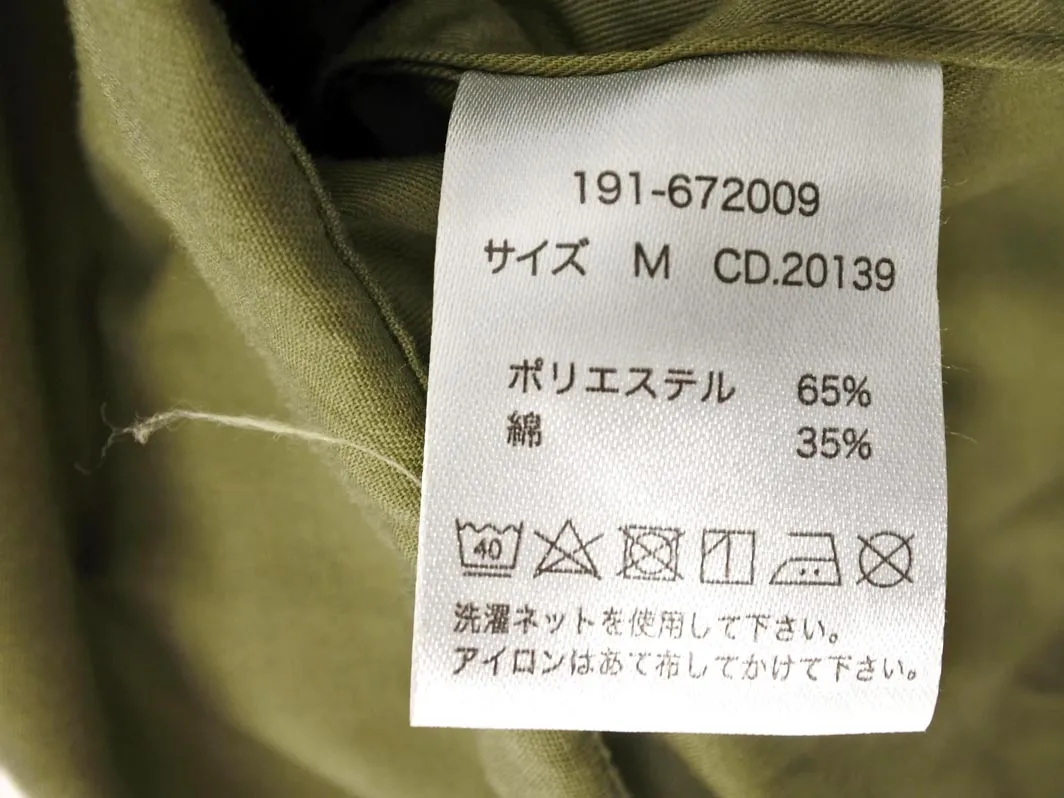 191-672009
サイズ M CD.20139
ポリエステル 65%
綿 35%
40
洗濯ネットを使用して下さい。
アイロンはあて布してかけて下さい。